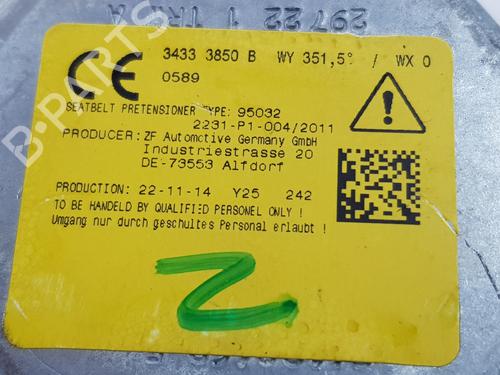 297 22 1 TRW A
B-PARTS
CE
3433 3850 B WY 351,5° / WX 0
0589
SEATBELT PRETENSIONER TYPE: 95032
2231-P1-004/2011
PRODUCER: ZF Automotive Germany GmbH
Industriestrasse 20
DE-73553 Alfdorf
PRODUCTION: 22-11-14 Y25 242
TO BE HANDELD BY QUALIFIED PERSONEL ONLY !
Umgang nur durch geschultes Personal erlaubt !
Z